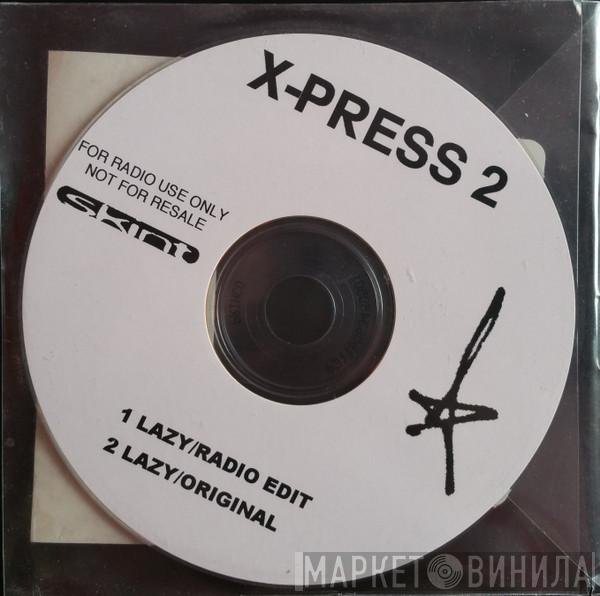 X-PRESS 2
FOR RADIO USE ONLY
NOT FOR RESALE
skint
1 LAZY/RADIO EDIT
2 LAZY/ORIGINAL
МАРКЕТ ВИНИЛА